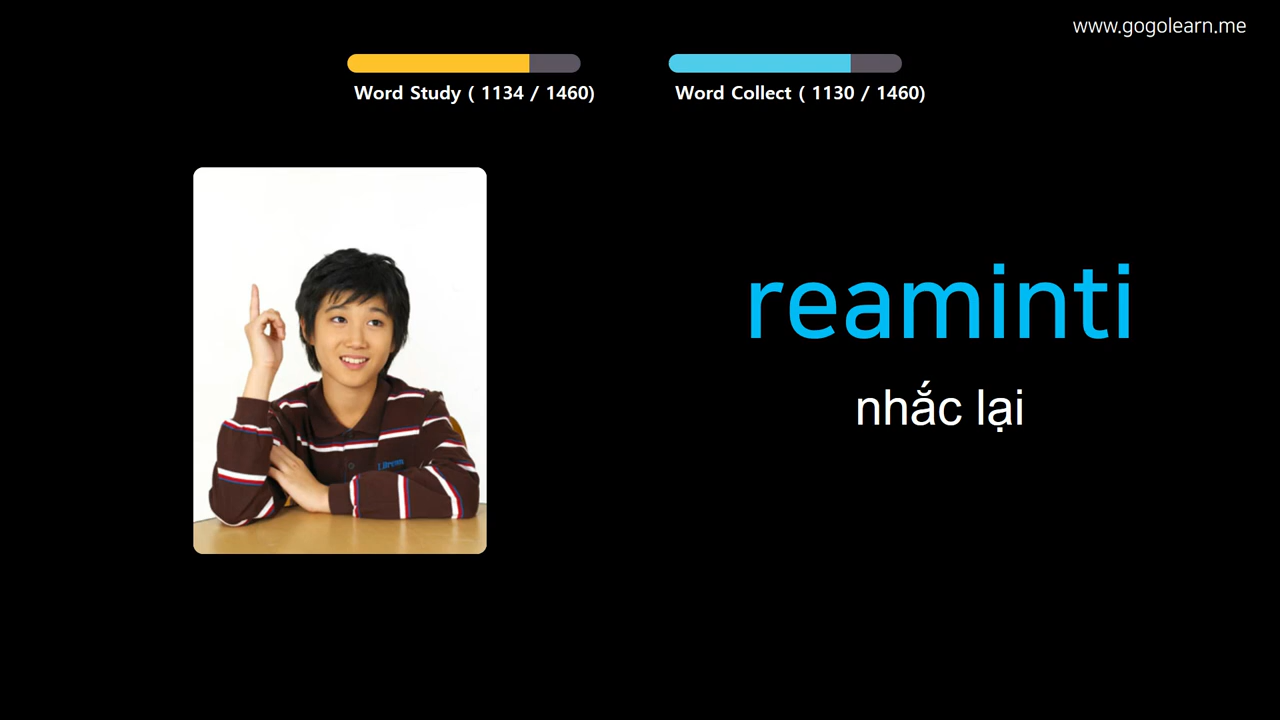 www.gogolearn.me
Word Study ( 1134 / 1460)
Word Collect ( 1130 / 1460)
reaminti
nhắc lại